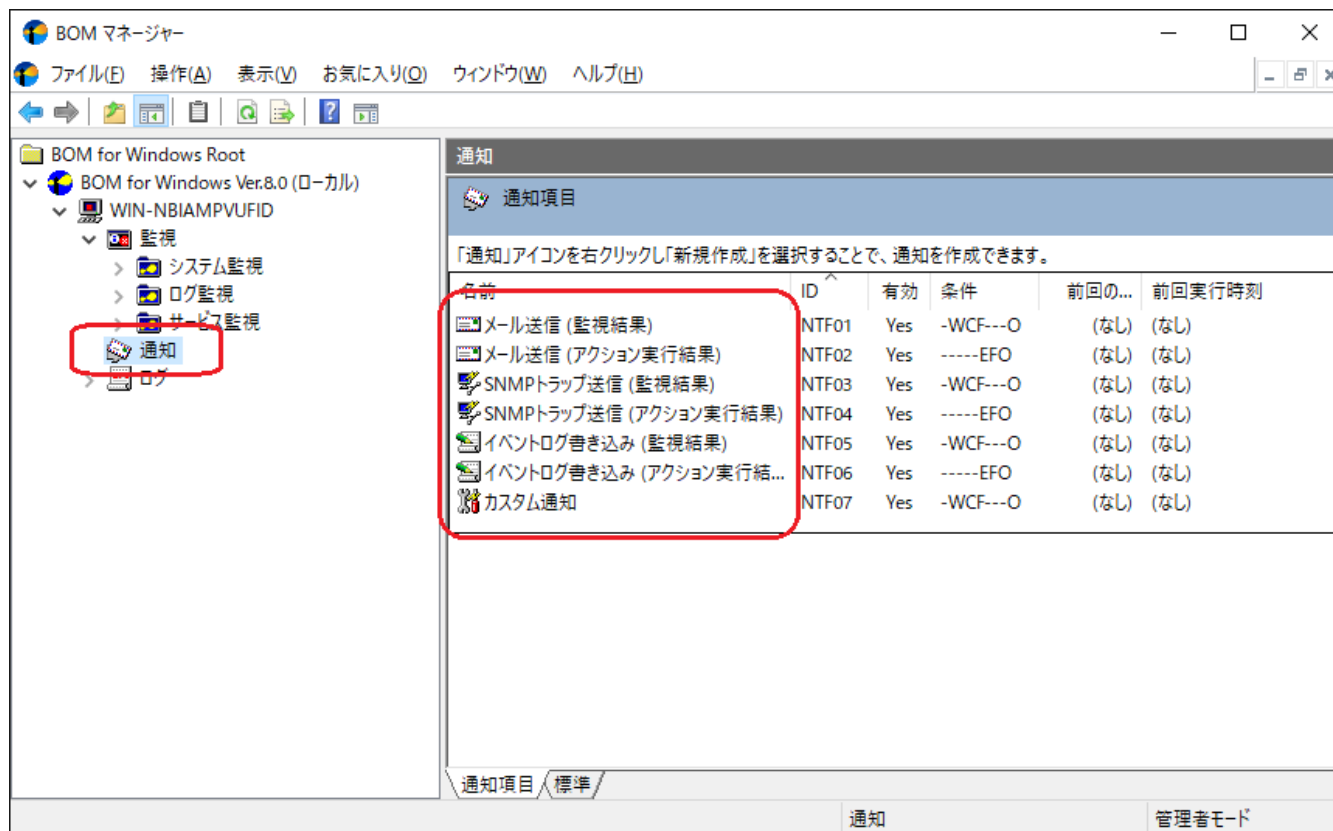 BOM マネージャー
ファイル(F) 操作(A) 表示(V) お気に入り(O) ウィンドウ(W) ヘルプ(H)
BOM for Windows Root
BOM for Windows Ver.8.0 (ローカル)
WIN-NBIAMPVUFID
監視
システム監視
ログ監視
サービス監視
通知
ログ
通知
通知項目
「通知」アイコンを右クリックし「新規作成」を選択することで、通知を作成できます。
名前 ID 有効 条件 前回の... 前回実行時刻
メール送信 (監視結果) NTF01 Yes -WCF---O (なし) (なし)
メール送信 (アクション実行結果) NTF02 Yes -----EFO (なし) (なし)
SNMPトラップ送信 (監視結果) NTF03 Yes -WCF---O (なし) (なし)
SNMPトラップ送信 (アクション実行結果) NTF04 Yes -----EFO (なし) (なし)
イベントログ書き込み (監視結果) NTF05 Yes -WCF---O (なし) (なし)
イベントログ書き込み (アクション実行結... NTF06 Yes -----EFO (なし) (なし)
カスタム通知 NTF07 Yes -WCF---O (なし) (なし)
通知項目 標準
通知 管理者モード